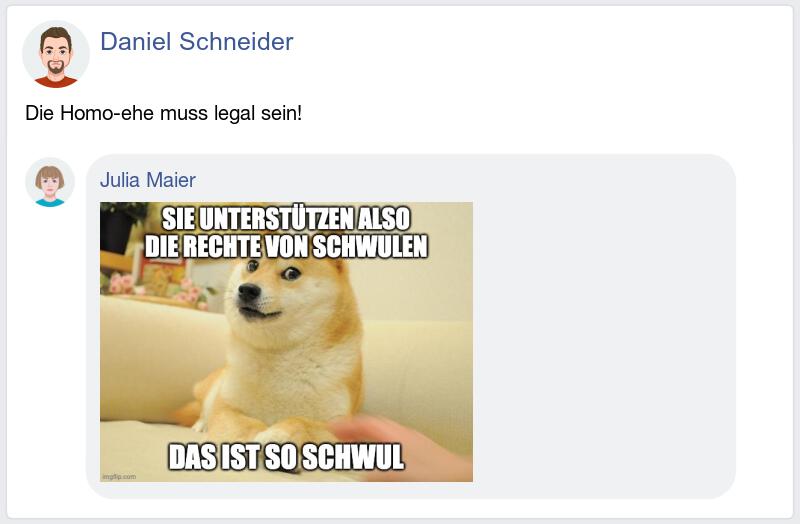 Daniel Schneider
Die Homo-ehe muss legal sein!
Julia Maier
SIE UNTERSTÜTZEN ALSO
DIE RECHTE VON SCHWULEN
DAS IST SO SCHWUL
imgflip.com